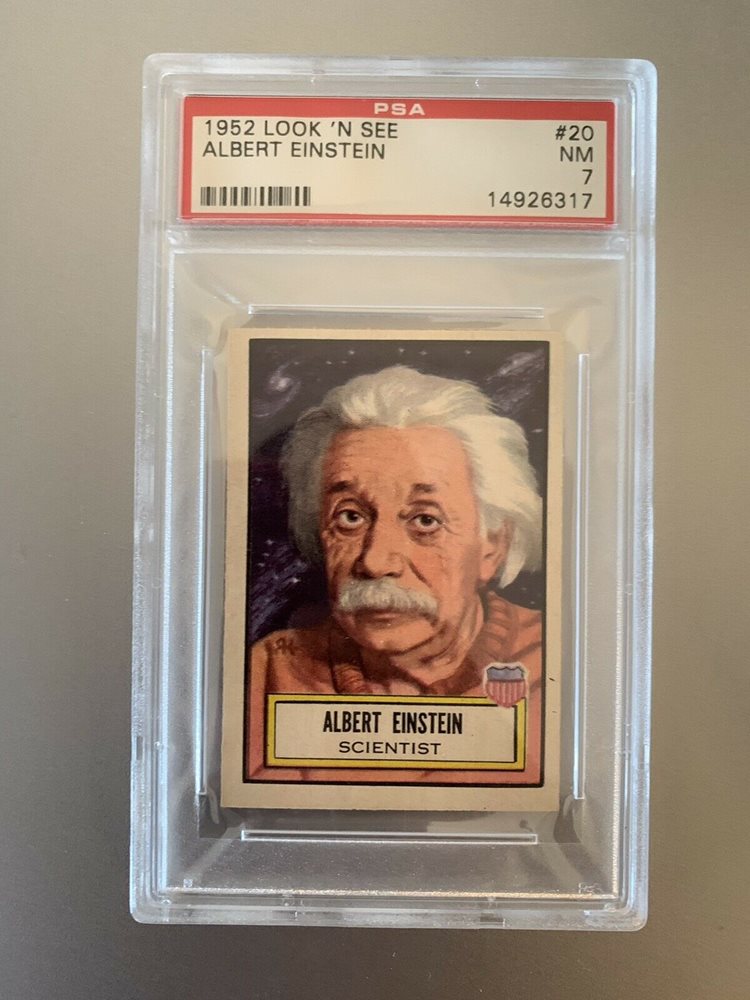 PSA
1952 LOOK 'N SEE #20
ALBERT EINSTEIN NM
7
14926317
ALBERT EINSTEIN
SCIENTIST